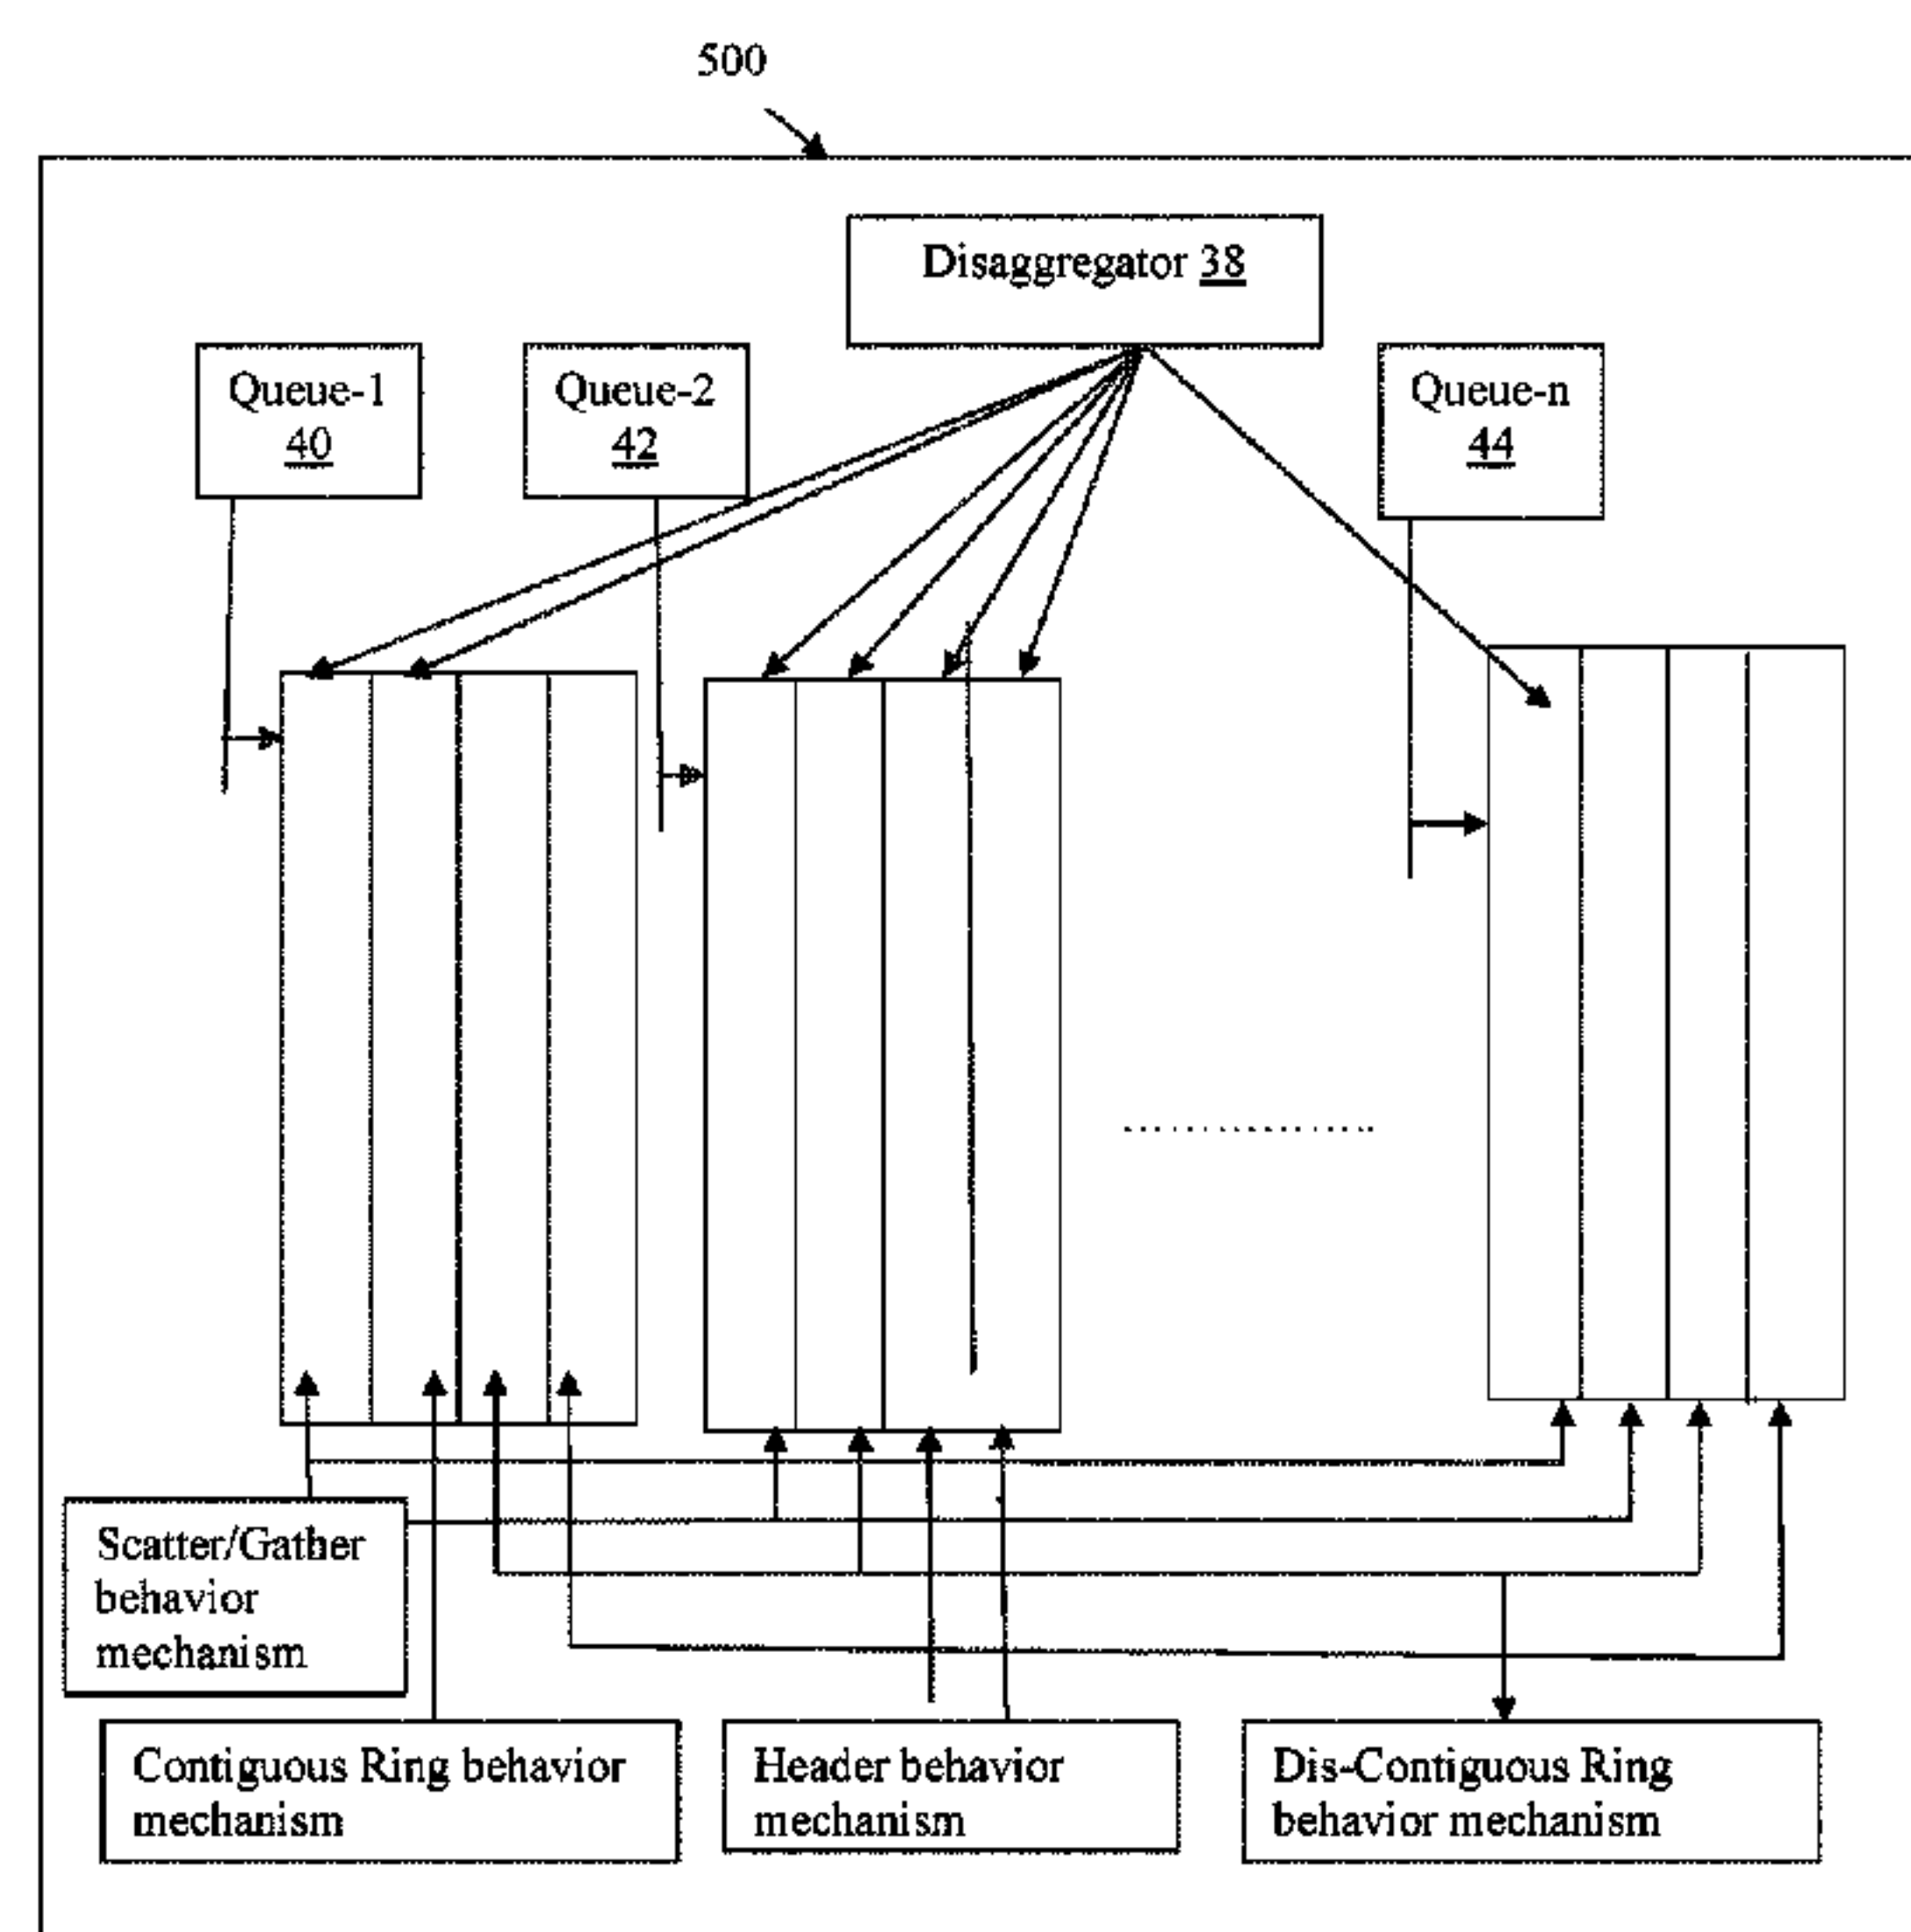 500
Disaggregator 38
Queue-1
40
Queue-2
42
Queue-n
44
Scatter/Gather
behavior
mechanism
Contiguous Ring behavior
mechanism
Header behavior
mechanism
Dis-Contiguous Ring
behavior mechanism